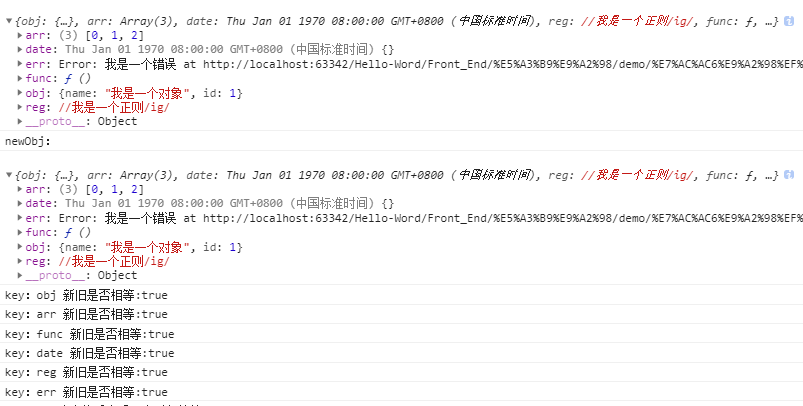 {obj: {…}, arr: Array(3), date: Thu Jan 01 1970 08:00:00 GMT+0800 (中国标准时间), reg: //我是一个正则/ig/, func: ƒ, …}
arr: (3) [0, 1, 2]
date: Thu Jan 01 1970 08:00:00 GMT+0800 (中国标准时间) {}
err: Error: 我是一个错误 at http://localhost:63342/Hello-Word/Front_End/%E5%A3%B9%E9%A2%98/demo/%E7%AC%AC6%E9%A2%98%EF%
func: ƒ ()
obj: {name: "我是一个对象", id: 1}
reg: //我是一个正则/ig/
__proto__: Object
newObj:
{obj: {…}, arr: Array(3), date: Thu Jan 01 1970 08:00:00 GMT+0800 (中国标准时间), reg: //我是一个正则/ig/, func: ƒ, …}
arr: (3) [0, 1, 2]
date: Thu Jan 01 1970 08:00:00 GMT+0800 (中国标准时间) {}
err: Error: 我是一个错误 at http://localhost:63342/Hello-Word/Front_End/%E5%A3%B9%E9%A2%98/demo/%E7%AC%AC6%E9%A2%98%EF%
func: ƒ ()
obj: {name: "我是一个对象", id: 1}
reg: //我是一个正则/ig/
__proto__: Object
key: obj 新旧是否相等:true
key: arr 新旧是否相等:true
key: func 新旧是否相等:true
key: date 新旧是否相等:true
key: reg 新旧是否相等:true
key: err 新旧是否相等:true